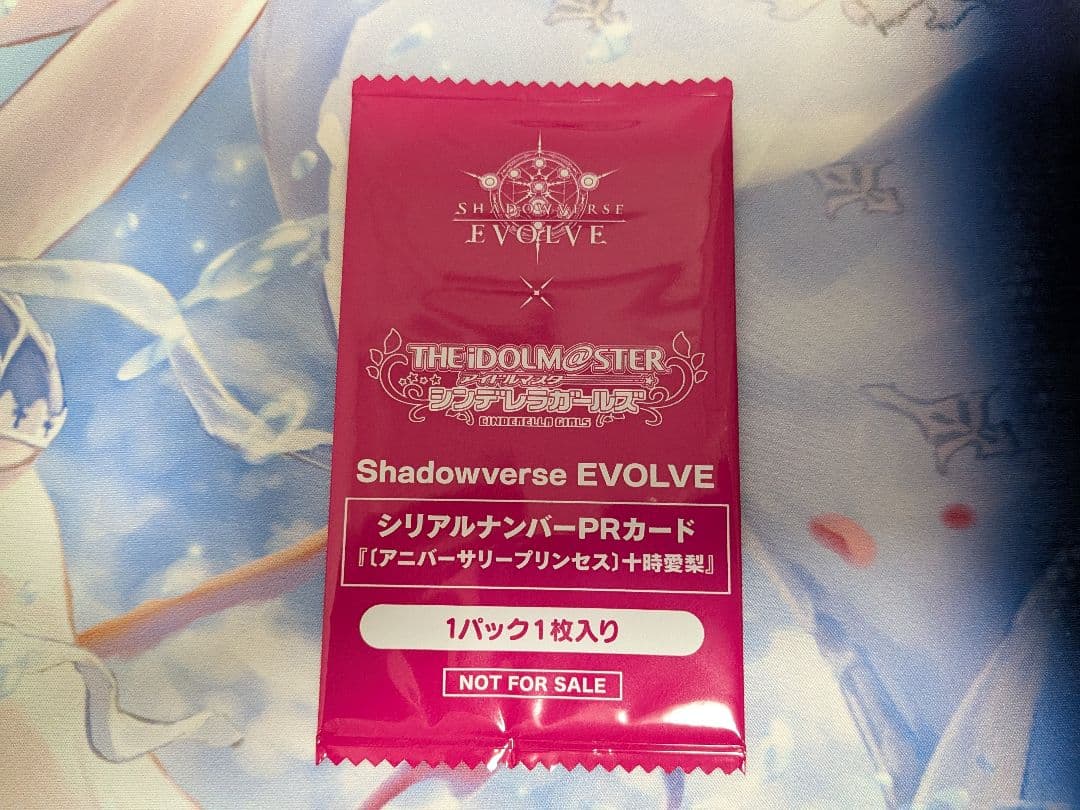 SHADOWVERSE
EVOLVE
×
THE iDOLM@STER
アイドルマスター
シンデレラガールズ
CINDERELLA GIRLS
Shadowverse EVOLVE
シリアルナンバーPRカード
『〔アニバーサリープリンセス〕十時愛梨』
1パック1枚入り
NOT FOR SALE